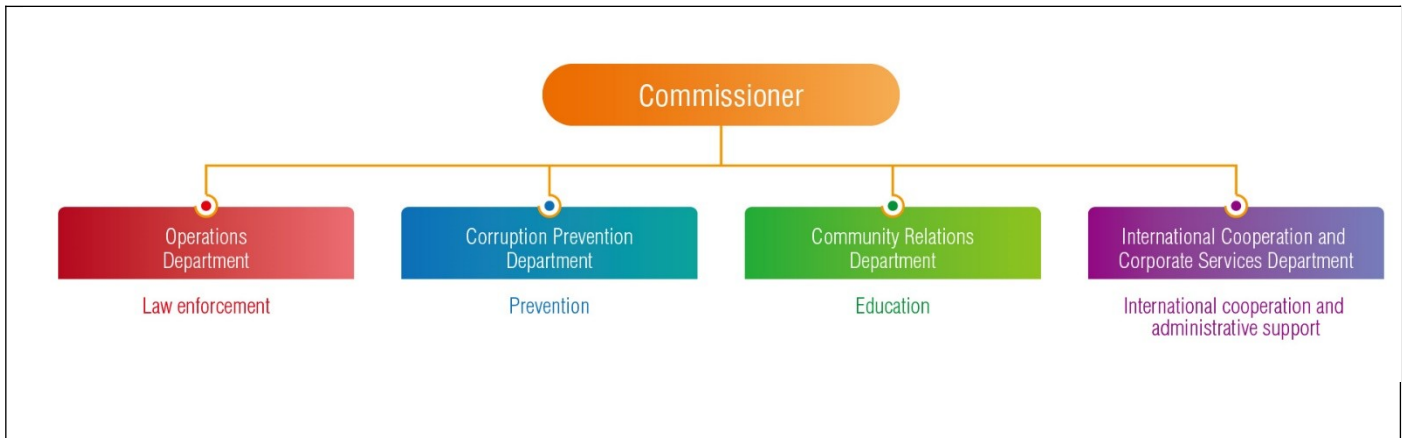 Commissioner
Operations
Department
Law enforcement
Corruption Prevention
Department
Prevention
Community Relations
Department
Education
International Cooperation and
Corporate Services Department
International cooperation and
administrative support